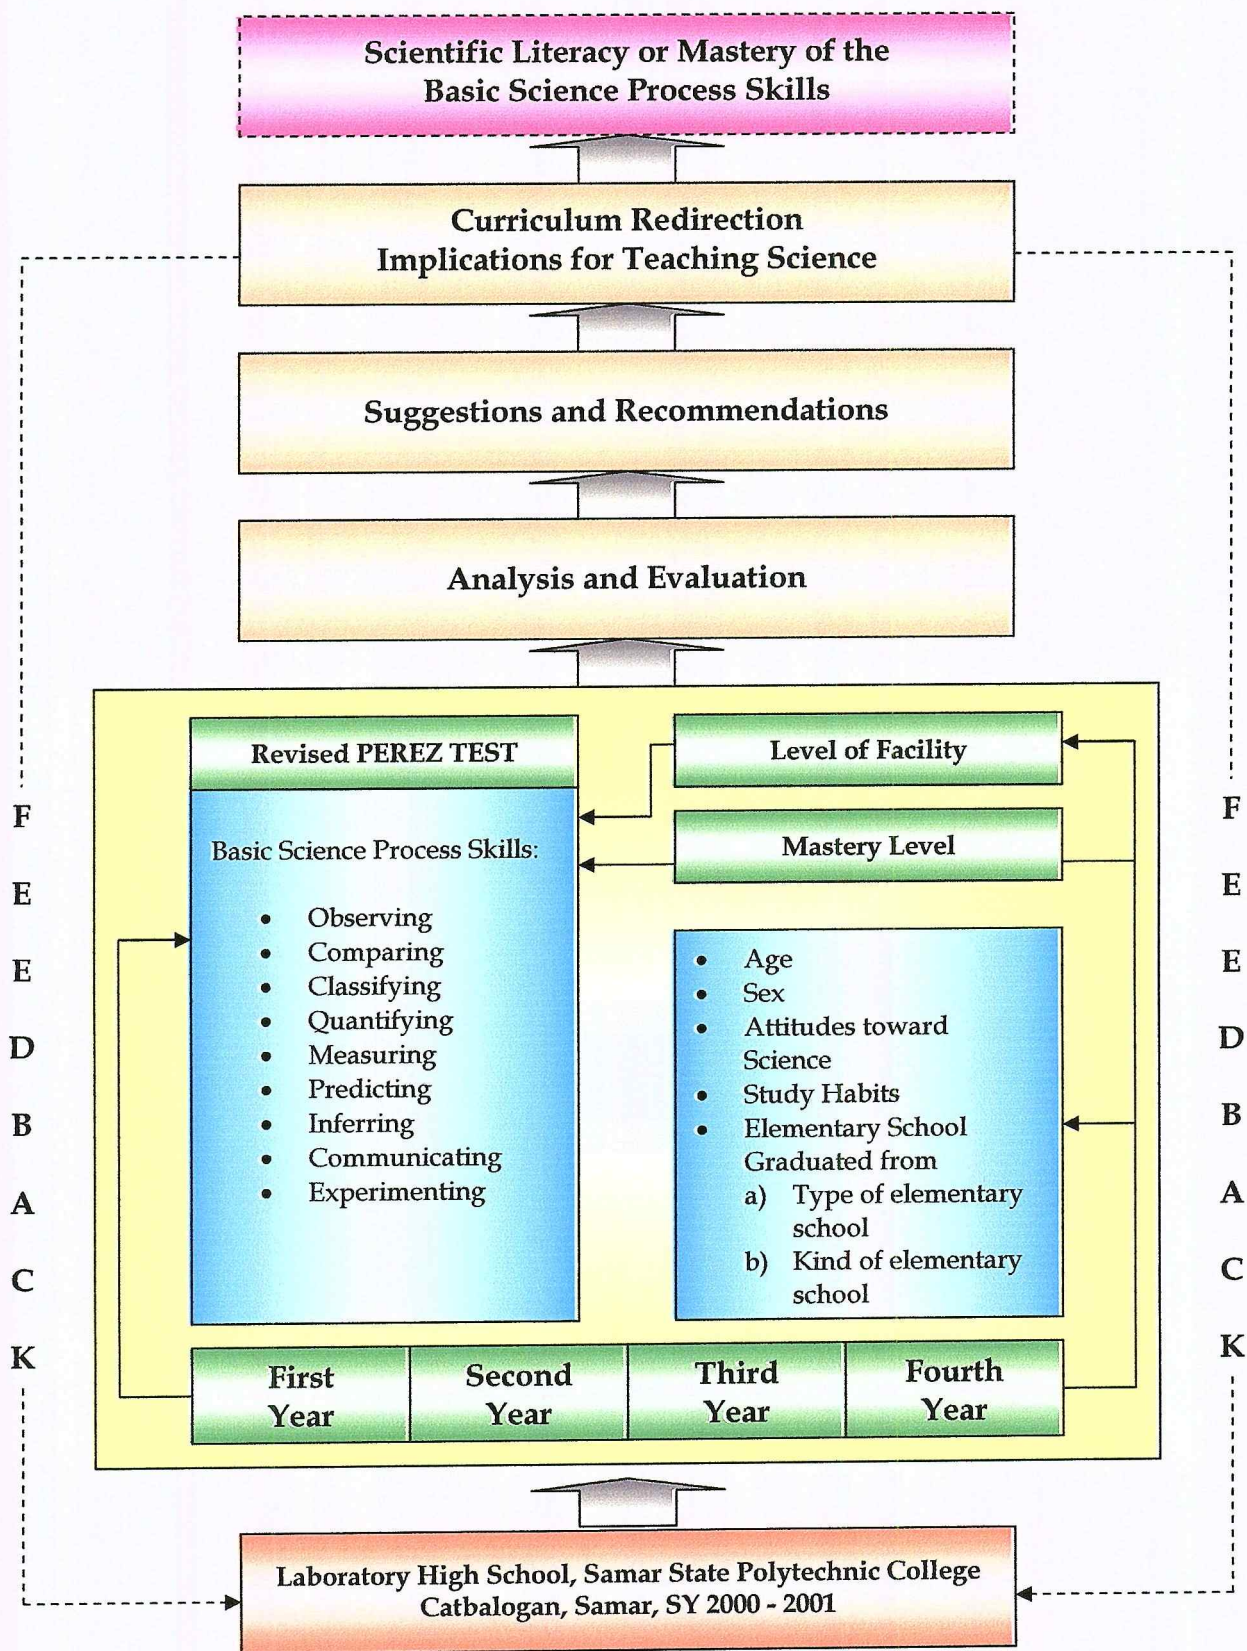 Scientific Literacy or Mastery of the
Basic Science Process Skills
Curriculum Redirection
Implications for Teaching Science
Suggestions and Recommendations
Analysis and Evaluation
Revised PEREZ TEST
Basic Science Process Skills:
• Observing
• Comparing
• Classifying
• Quantifying
• Measuring
• Predicting
• Inferring
• Communicating
• Experimenting
Level of Facility
Mastery Level
• Age
• Sex
• Attitudes toward
Science
• Study Habits
• Elementary School
Graduated from
a) Type of elementary
school
b) Kind of elementary
school
First
Year
Second
Year
Third
Year
Fourth
Year
F
E
E
D
B
A
C
K
F
E
E
D
B
A
C
K
Laboratory High School, Samar State Polytechnic College
Catbalogan, Samar, SY 2000 - 2001